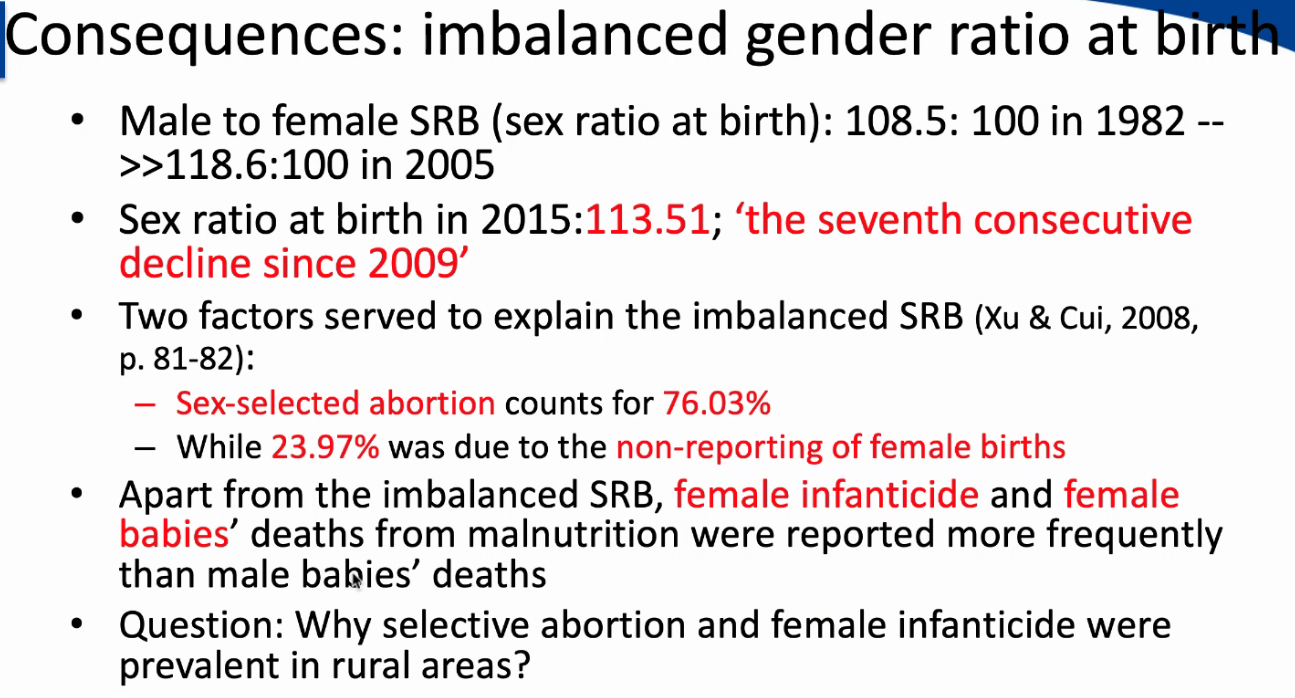 Consequences: imbalanced gender ratio at birth
• Male to female SRB (sex ratio at birth): 108.5: 100 in 1982 --
>>118.6:100 in 2005
• Sex ratio at birth in 2015:113.51; ‘the seventh consecutive
decline since 2009’
• Two factors served to explain the imbalanced SRB (Xu & Cui, 2008,
p. 81-82):
– Sex-selected abortion counts for 76.03%
– While 23.97% was due to the non-reporting of female births
• Apart from the imbalanced SRB, female infanticide and female
babies’ deaths from malnutrition were reported more frequently
than male babies’ deaths
• Question: Why selective abortion and female infanticide were
prevalent in rural areas?